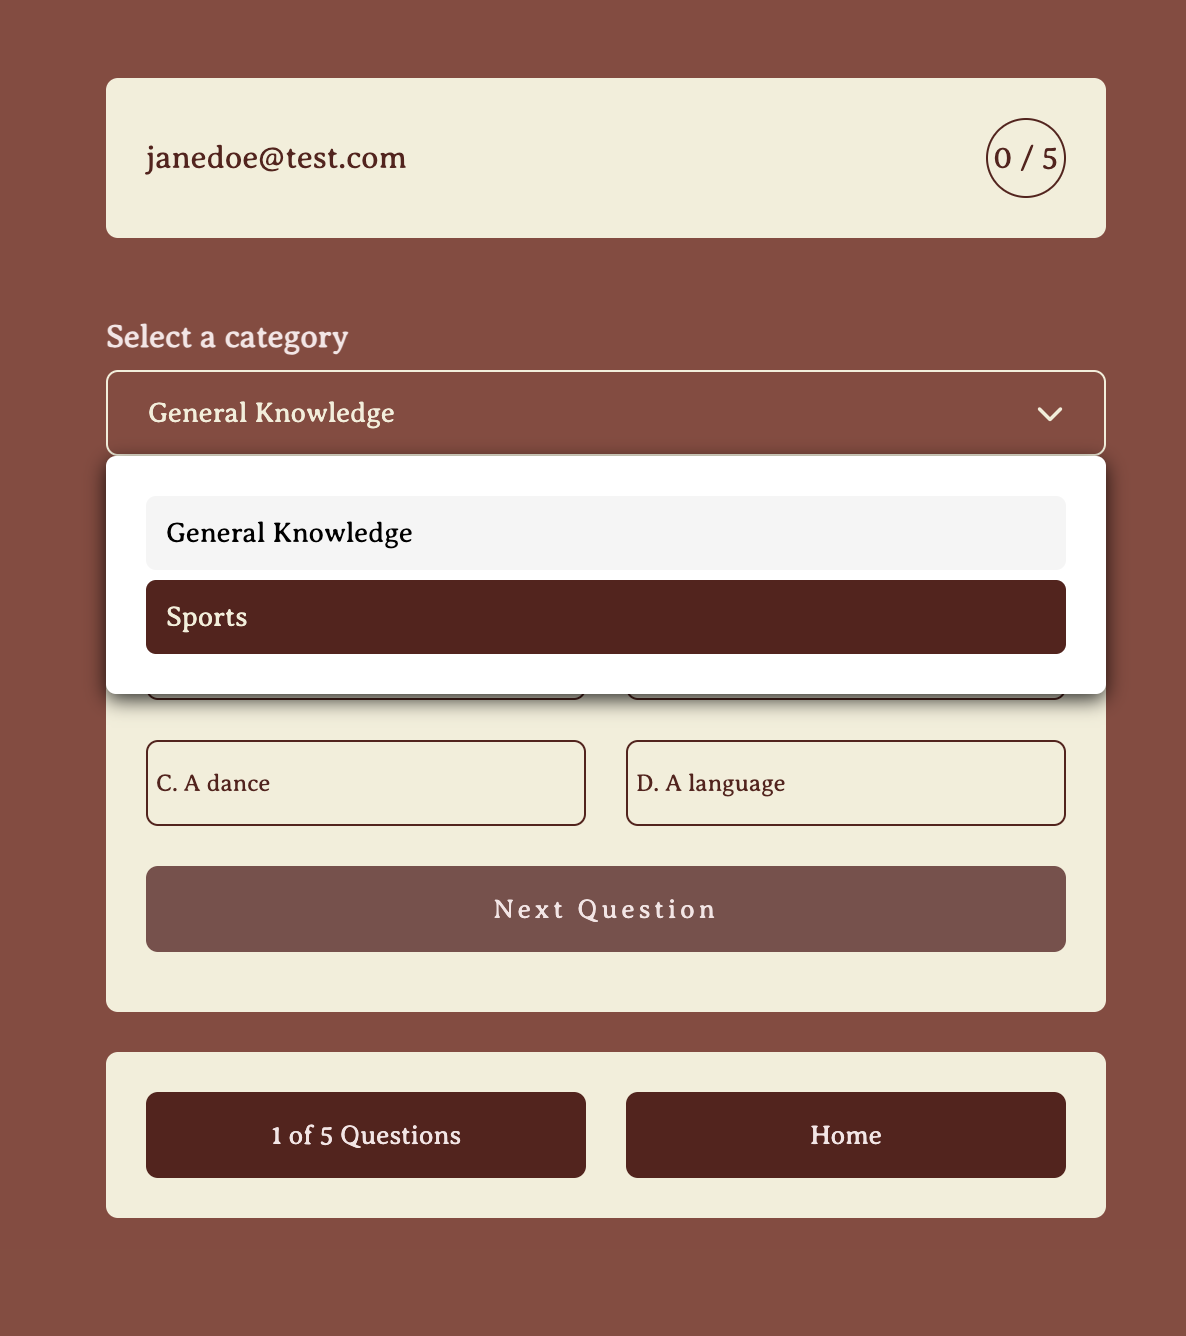 janedoe@test.com
0 / 5
Select a category
General Knowledge
General Knowledge
Sports
C. A dance
D. A language
Next Question
1 of 5 Questions
Home